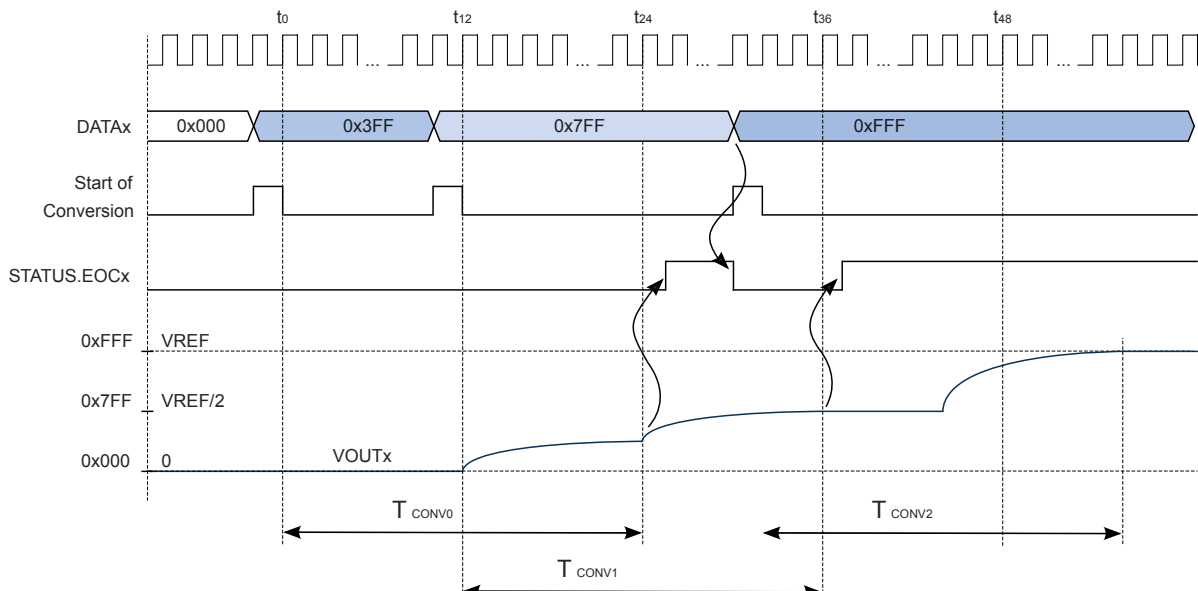 t0 t12 t24 t36 t48
... ... ... ... ...
DATAx 0x000 0x3FF 0x7FF 0xFFF
Start of
Conversion
STATUS.EOCx
0xFFF VREF
0x7FF VREF/2
0x000 0 VOUTx
T CONV0 T CONV2
T CONV1